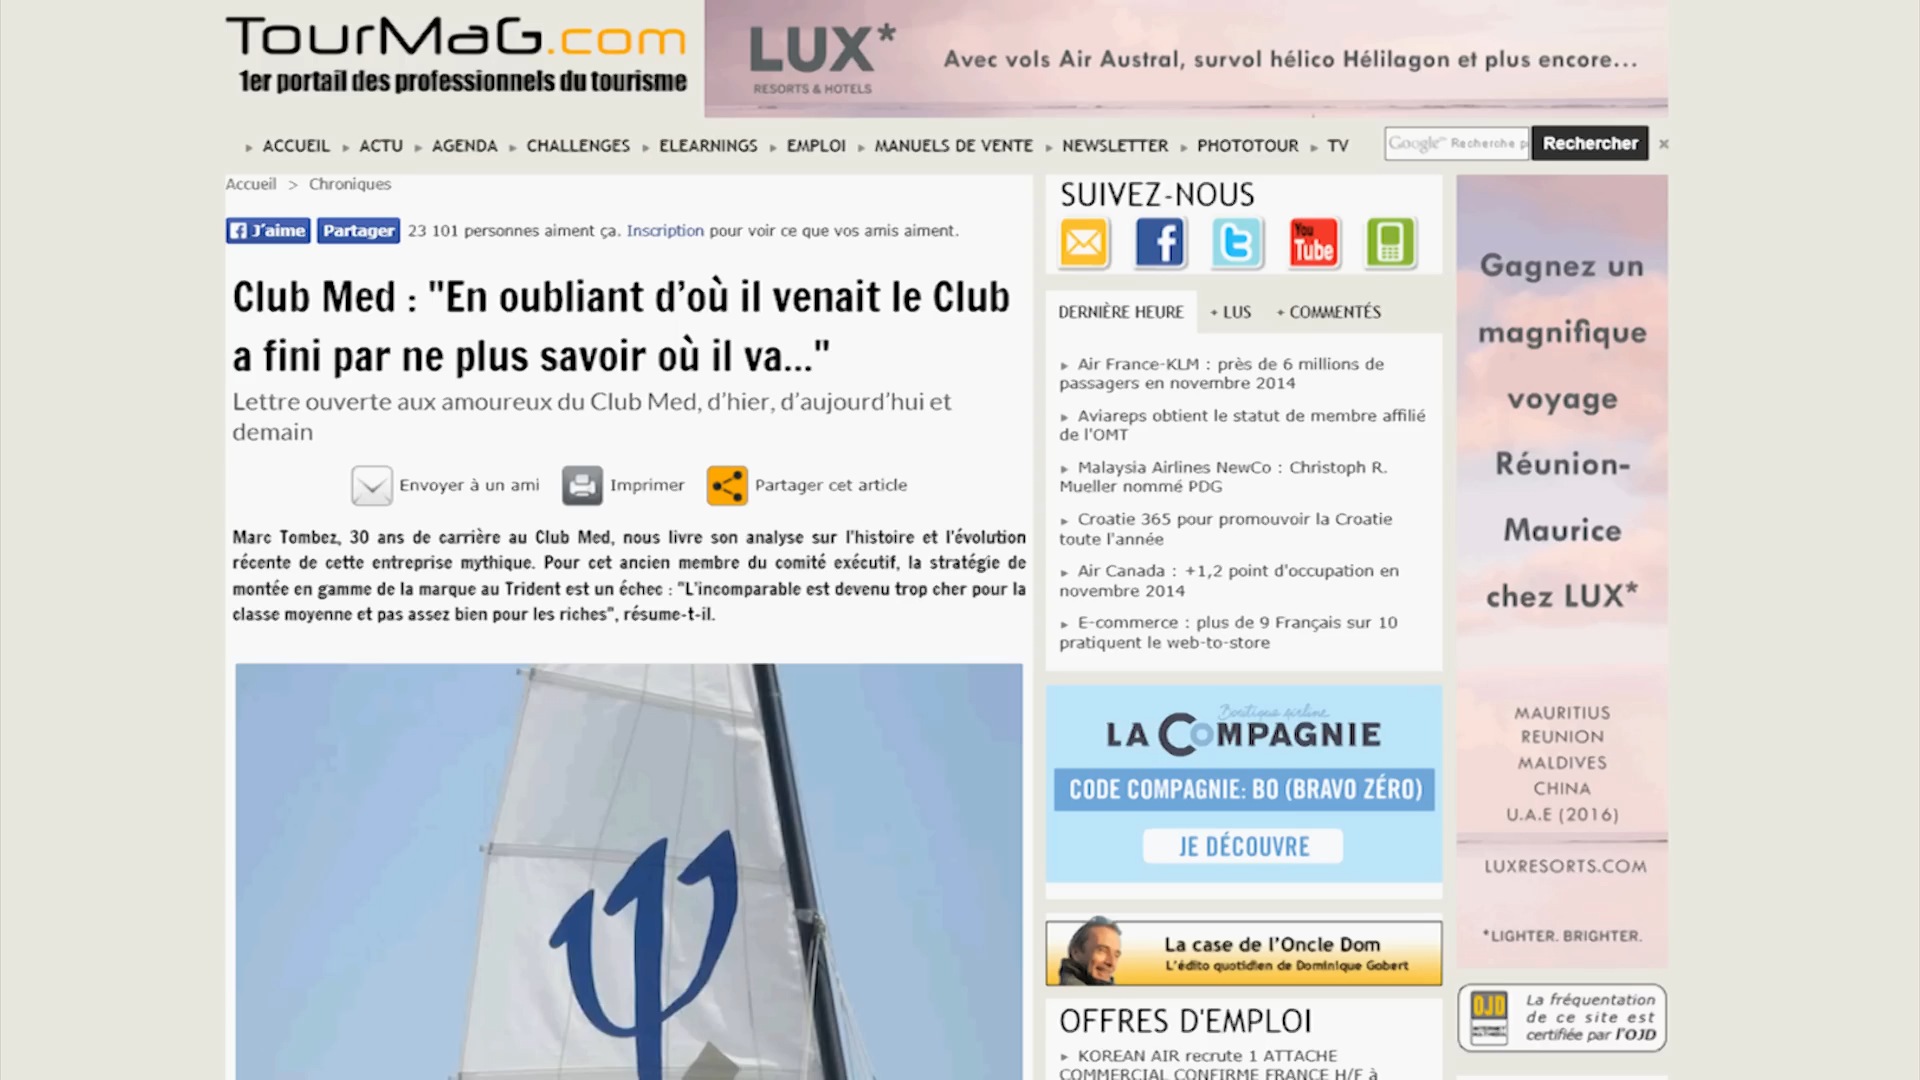 TourMaG.com
1er portail des professionnels du tourisme
LUX*
RESORTS & HOTELS
Avec vols Air Austral, survol hélico Hélilagon et plus encore...
ACCUEIL
ACTU
AGENDA
CHALLENGES
ELEARNINGS
EMPLOI
MANUELS DE VENTE
NEWSLETTER
PHOTOTOUR
TV
Google™ Recherche p
Rechercher
×
Accueil > Chroniques
J'aime
Partager
23 101 personnes aiment ça. Inscription pour voir ce que vos amis aiment.
Club Med : "En oubliant d'où il venait le Club
a fini par ne plus savoir où il va..."
Lettre ouverte aux amoureux du Club Med, d'hier, d'aujourd'hui et
demain
Envoyer à un ami
Imprimer
Partager cet article
Marc Tombez, 30 ans de carrière au Club Med, nous livre son analyse sur l'histoire et l'évolution
récente de cette entreprise mythique. Pour cet ancien membre du comité exécutif, la stratégie de
montée en gamme de la marque au Trident est un échec : "L'incomparable est devenu trop cher pour la
classe moyenne et pas assez bien pour les riches", résume-t-il.
SUIVEZ-NOUS
You
Tube
DERNIÈRE HEURE
+ LUS
+ COMMENTÉS
Air France-KLM : près de 6 millions de
passagers en novembre 2014
Aviareps obtient le statut de membre affilié
de l'OMT
Malaysia Airlines NewCo : Christoph R.
Mueller nommé PDG
Croatie 365 pour promouvoir la Croatie
toute l'année
Air Canada : +1,2 point d'occupation en
novembre 2014
E-commerce : plus de 9 Français sur 10
pratiquent le web-to-store
Boutique airline
LA COMPAGNIE
CODE COMPAGNIE: BO (BRAVO ZÉRO)
JE DÉCOUVRE
La case de l'Oncle Dom
L'édito quotidien de Dominique Gobert
OFFRES D'EMPLOI
KOREAN AIR recrute 1 ATTACHE
COMMERCIAL CONFIRME FRANCE H/F à
Gagnez un
magnifique
voyage
Réunion-
Maurice
chez LUX*
MAURITIUS
REUNION
MALDIVES
CHINA
U.A.E (2016)
LUXRESORTS.COM
*LIGHTER. BRIGHTER.
OJD
INTERNET
MULTIMEDIA
La fréquentation
de ce site est
certifiée par l'OJD